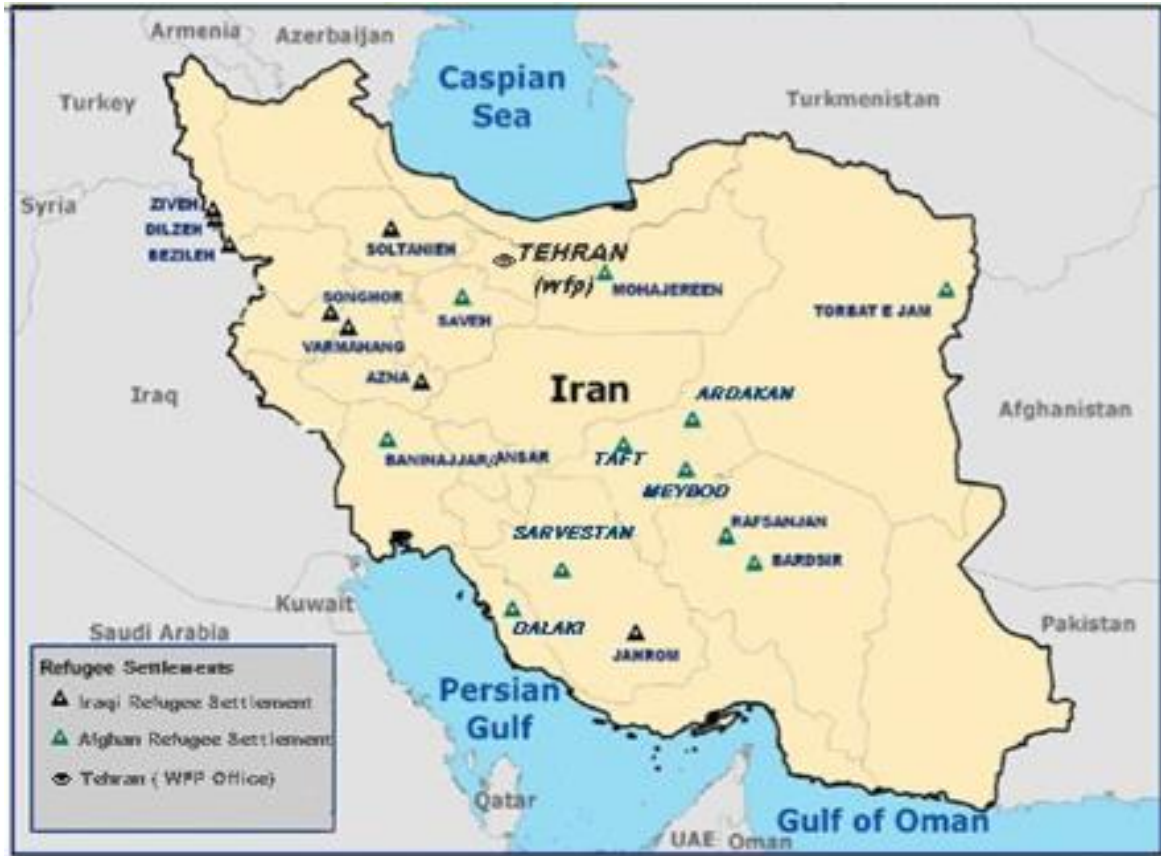 Armenia
Azerbaijan
Caspian
Sea
Turkey
Turkmenistan
Syria
ZIVEH
DILZEH
BEZILEH
SOLTANIEH
TEHRAN
(wfp)
MOHAJEREEN
SONGHOR
SAVEH
TORBAT E JAM
VARMAHANG
AZNA
Iran
Iraq
ARDAKAN
Afghanistan
BANINAJJAR
ANSAR
TAFT
MEYBOD
SARVESTAN
RAFSANJAN
BARDSIR
Kuwait
Saudi Arabia
DALAKI
JAHROM
Pakistan
Persian
Gulf
Refugee Settlements
Iraqi Refugee Settlement
Afghan Refugee Settlement
Tehran ( WFP Office)
Qatar
UAE
Oman
Gulf of Oman